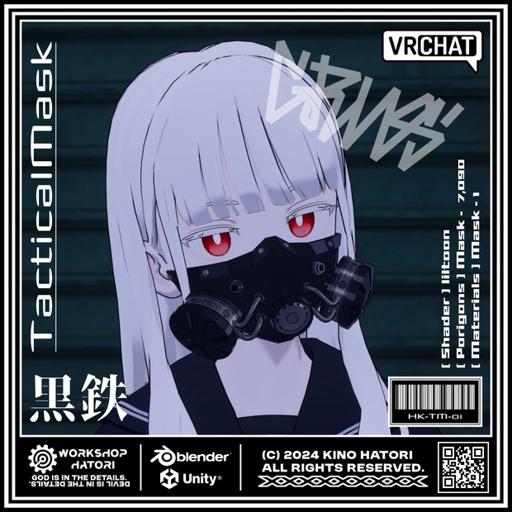 TacticalMask
黒鉄
VRCHAT
[ Shader ] liltoon
[ Porigons ] Mask - 7,090
[ Materials ] Mask - 1
HK-TM-01
WORKSHOP
HATORI
GOD IS IN THE DETAILS.
DEVIL IS IN THE DETAILS.
blender
Unity
(C) 2024 KINO HATORI
ALL RIGHTS RESERVED.